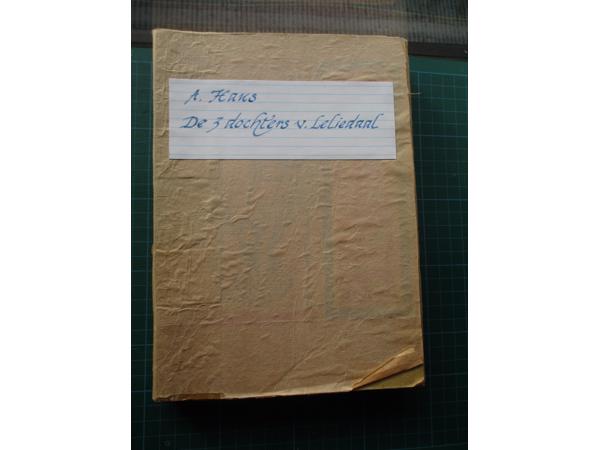 A. Hans
De 3 dochters v. Leliedaal